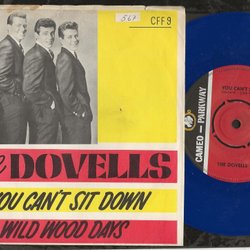 567
CFF 9
DOVELLS
YOU CAN'T SIT DOWN
WILD WOOD DAYS
YOU CAN'T
CAMEO - PARKWAY
THE DOVELLS